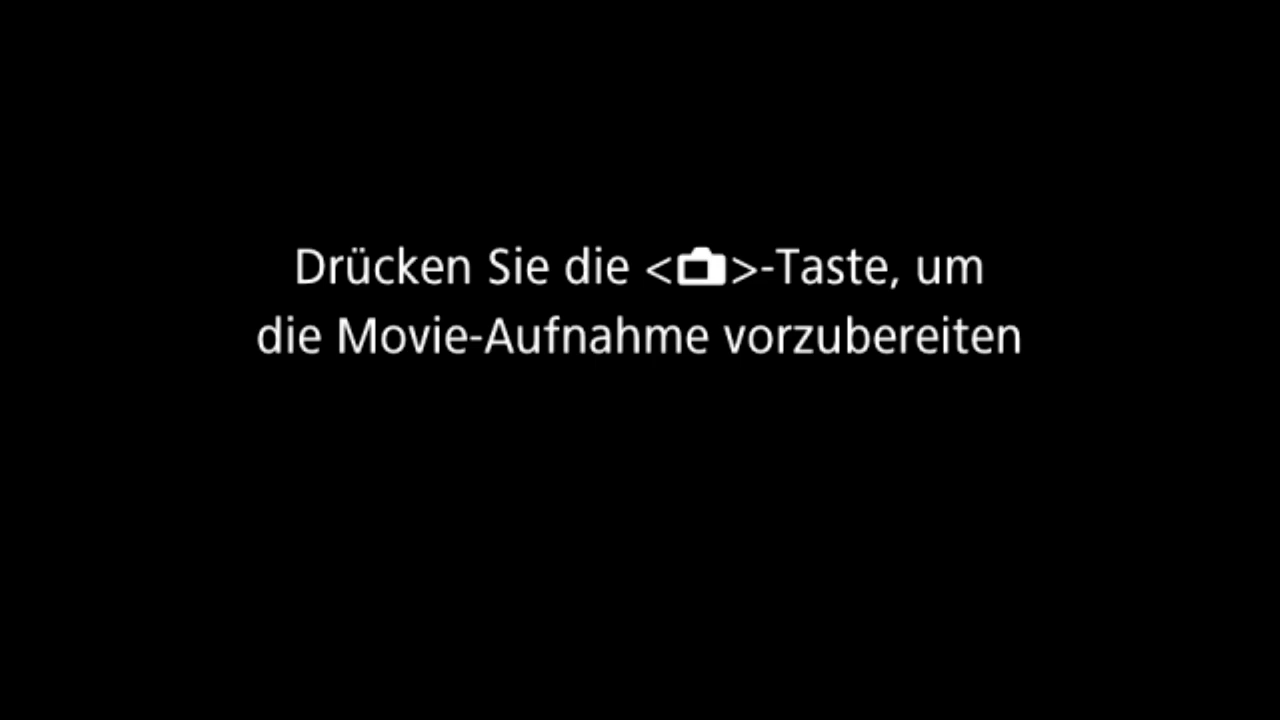 Drücken Sie die <📷>-Taste, um
die Movie-Aufnahme vorzubereiten